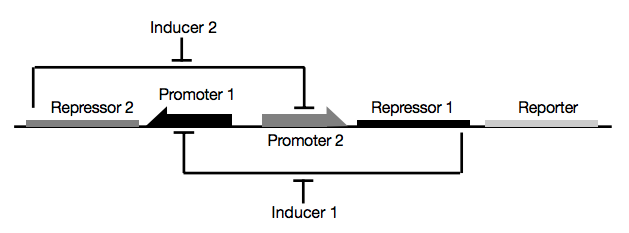 Inducer 2
Promoter 1
Repressor 2
Repressor 1
Reporter
Promoter 2
Inducer 1